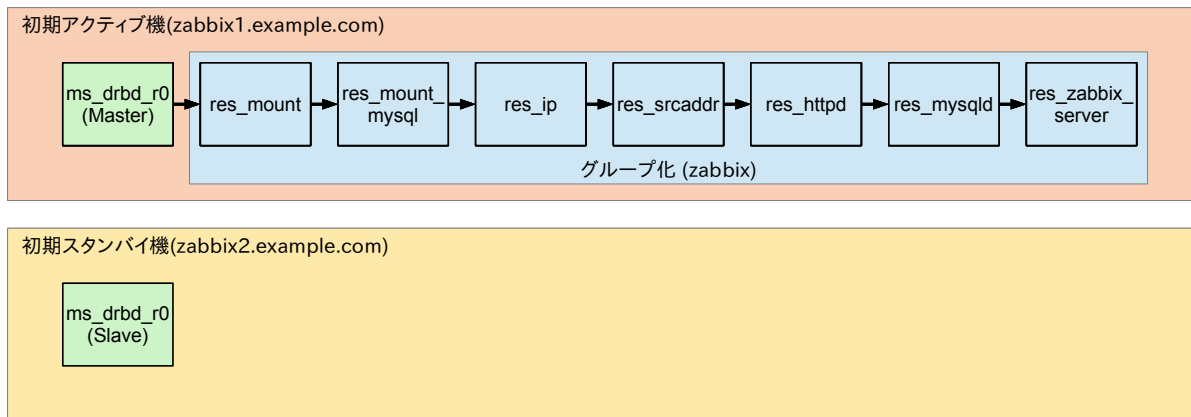 初期アクティブ機(zabbix1.example.com)
ms_drbd_r0
(Master)
res_mount
res_mount_
mysql
res_ip
res_srcaddr
res_httpd
res_mysqld
res_zabbix_
server
グループ化 (zabbix)
初期スタンバイ機(zabbix2.example.com)
ms_drbd_r0
(Slave)